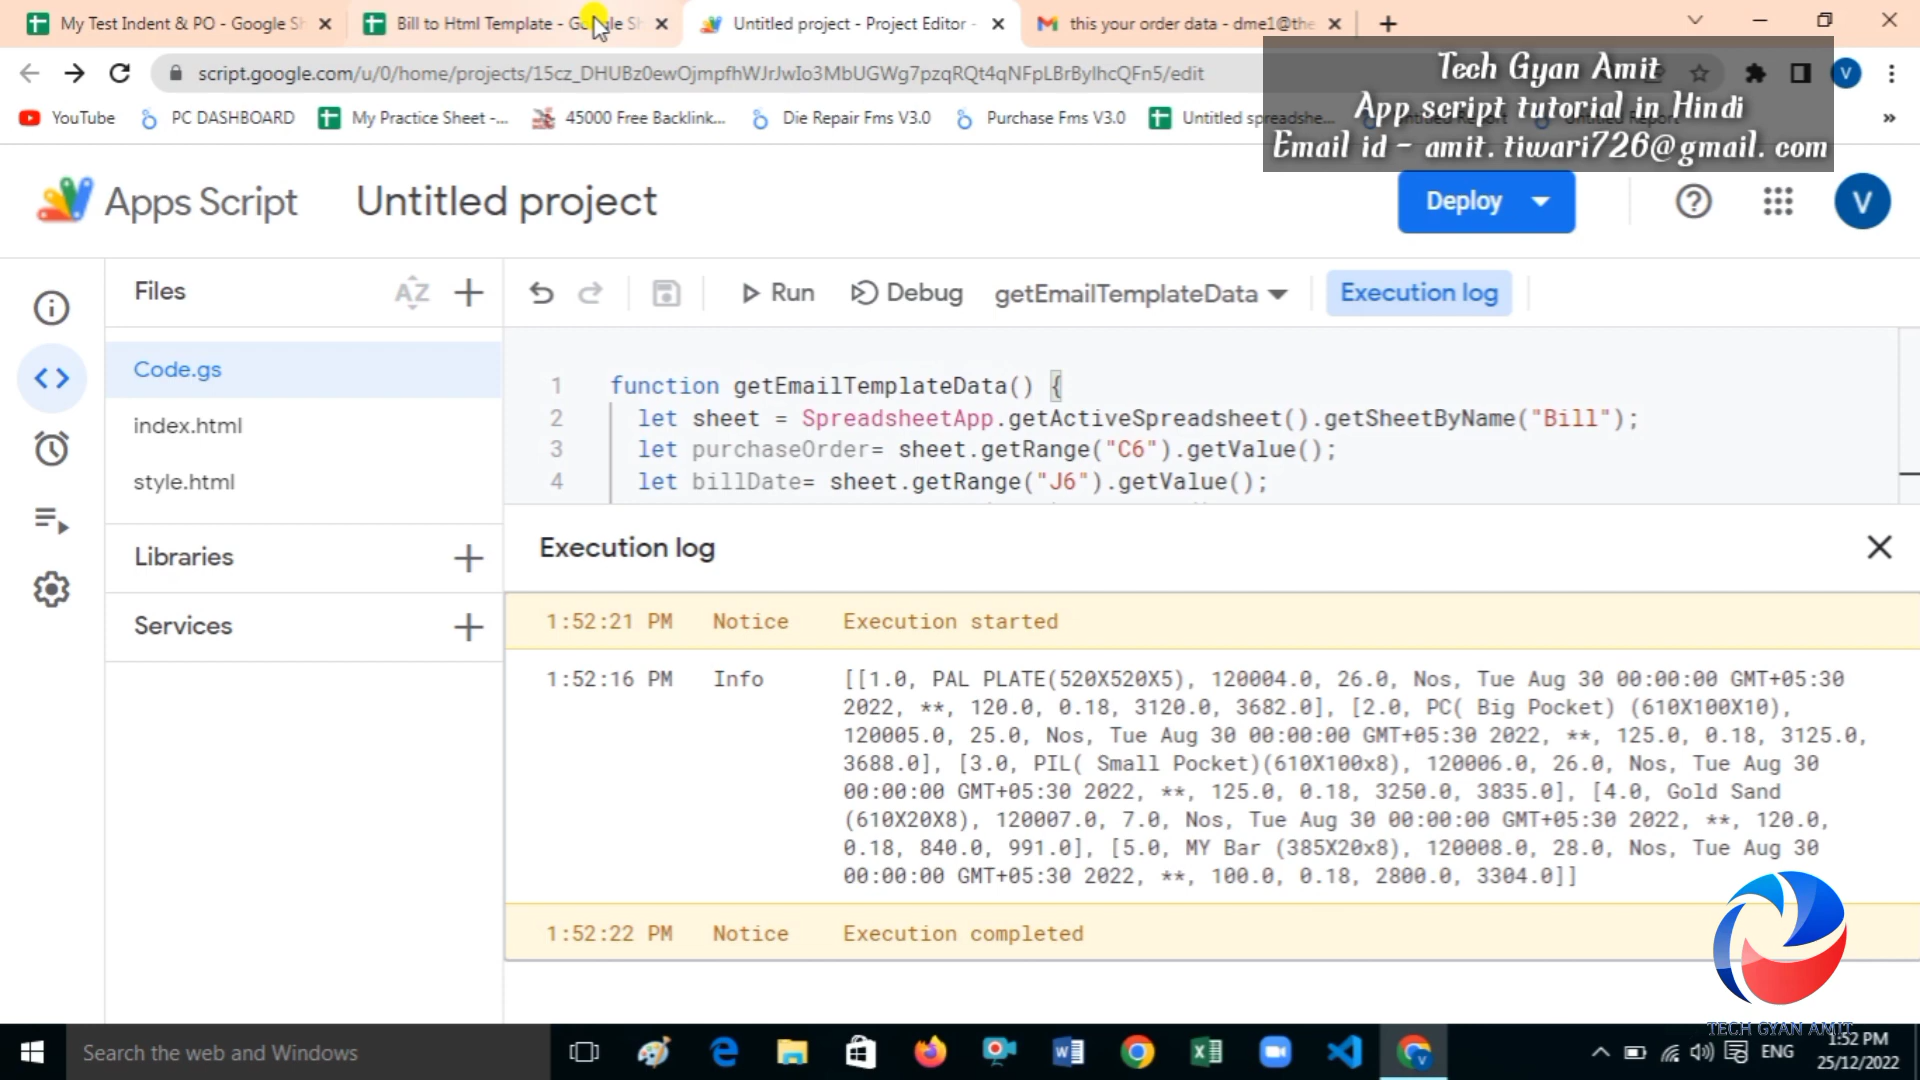 My Test Indent & PO - Google Sh
Bill to Html Template - Google Sh
Untitled project - Project Editor -
this your order data - dme1@the
script.google.com/u/0/home/projects/15cz_DHUBz0ewOjmpfhWJrJwIo3MbUGWg7pzqRQt4qNFpLBrBylhcQFn5/edit
Tech Gyan Amit
App script tutorial in Hindi
Email id - amit.tiwari726@gmail.com
YouTube
PC DASHBOARD
My Practice Sheet -...
45000 Free Backlink...
Die Repair Fms V3.0
Purchase Fms V3.0
Untitled spreadshe...
Apps Script
Untitled project
Deploy
V
Files
AZ
Run
Debug
getEmailTemplateData
Execution log
Code.gs
index.html
style.html
Libraries
Services
1 function getEmailTemplateData() {
2 let sheet = SpreadsheetApp.getActiveSpreadsheet().getSheetByName("Bill");
3 let purchaseOrder= sheet.getRange("C6").getValue();
4 let billDate= sheet.getRange("J6").getValue();
Execution log
1:52:21 PM Notice Execution started
1:52:16 PM Info [[1.0, PAL PLATE(520X520X5), 120004.0, 26.0, Nos, Tue Aug 30 00:00:00 GMT+05:30
2022, **, 120.0, 0.18, 3120.0, 3682.0], [2.0, PC( Big Pocket) (610X100X10),
120005.0, 25.0, Nos, Tue Aug 30 00:00:00 GMT+05:30 2022, **, 125.0, 0.18, 3125.0,
3688.0], [3.0, PIL( Small Pocket)(610X100x8), 120006.0, 26.0, Nos, Tue Aug 30
00:00:00 GMT+05:30 2022, **, 125.0, 0.18, 3250.0, 3835.0], [4.0, Gold Sand
(610X20X8), 120007.0, 7.0, Nos, Tue Aug 30 00:00:00 GMT+05:30 2022, **, 120.0,
0.18, 840.0, 991.0], [5.0, MY Bar (385X20x8), 120008.0, 28.0, Nos, Tue Aug 30
00:00:00 GMT+05:30 2022, **, 100.0, 0.18, 2800.0, 3304.0]]
1:52:22 PM Notice Execution completed
TECH GYAN AMIT
Search the web and Windows
ENG
1:52 PM
25/12/2022